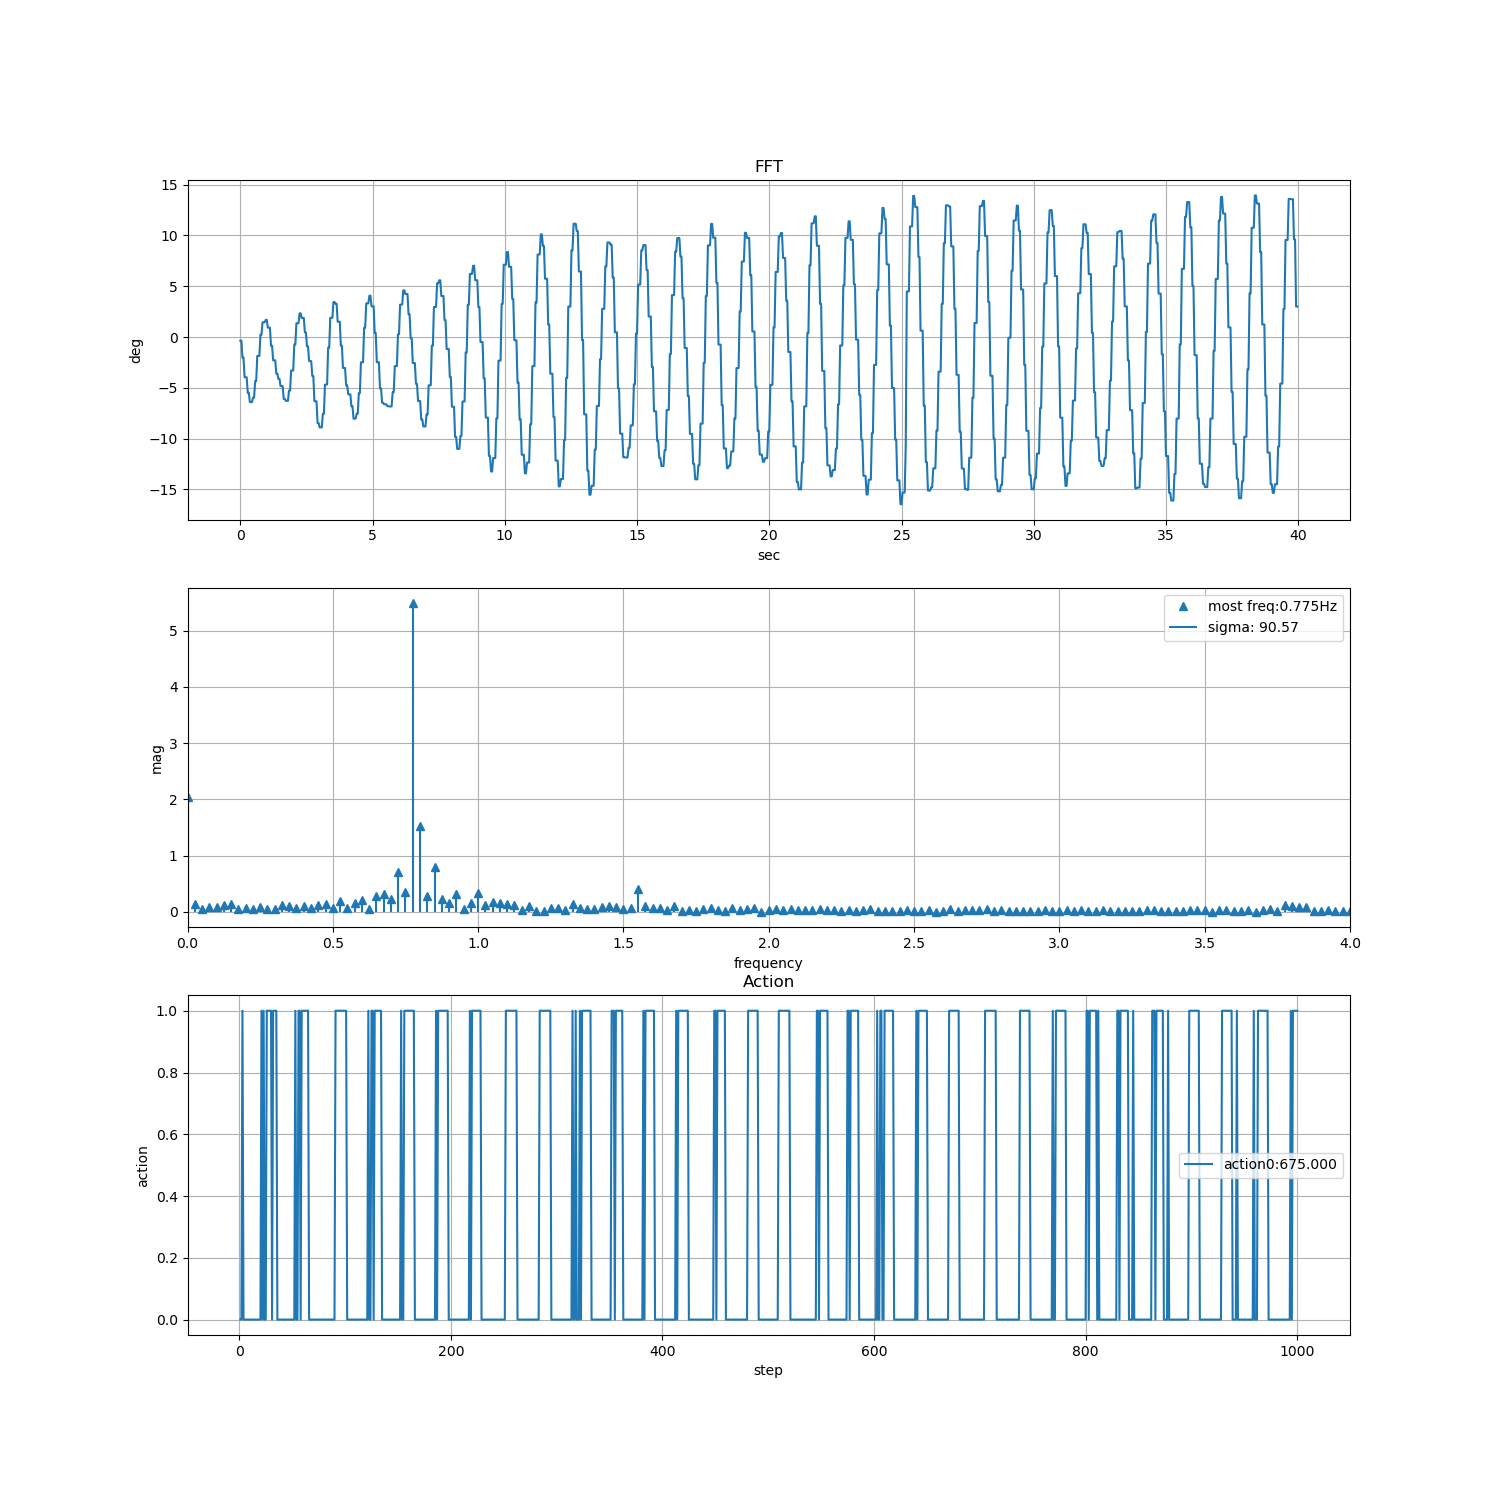 FFT
15
10
5
0
−5
−10
−15
deg
0 5 10 15 20 25 30 35 40
sec
5
4
3
2
1
0
mag
most freq:0.775Hz
sigma: 90.57
0.0 0.5 1.0 1.5 2.0 2.5 3.0 3.5 4.0
frequency
Action
1.0
0.8
0.6
0.4
0.2
0.0
action
action0:675.000
0 200 400 600 800 1000
step